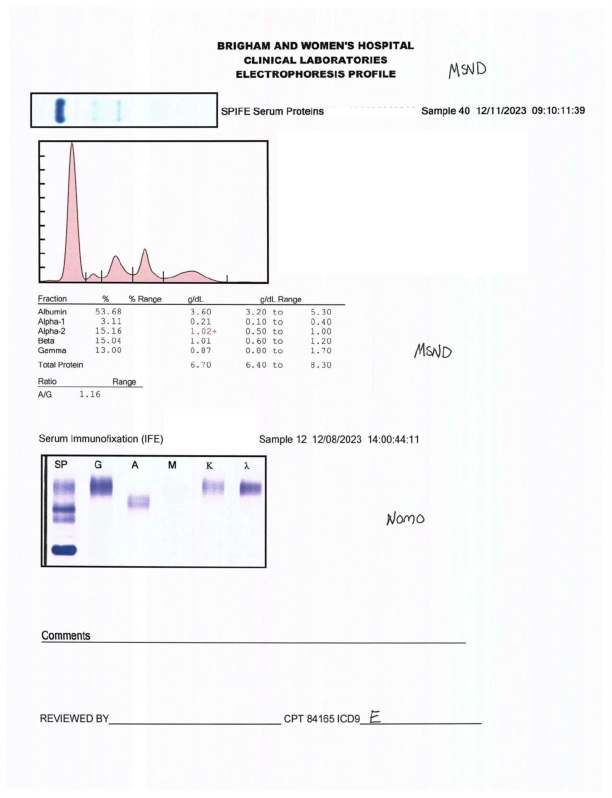 BRIGHAM AND WOMEN'S HOSPITAL
CLINICAL LABORATORIES
ELECTROPHORESIS PROFILE
MSND
SPIFE Serum Proteins Sample 40 12/11/2023 09:10:11:39
Fraction % % Range g/dL g/dL Range
Albumin 53.68 3.60 3.20 to 5.30
Alpha-1 3.11 0.21 0.10 to 0.40
Alpha-2 15.16 1.02+ 0.50 to 1.00
Beta 15.04 1.01 0.60 to 1.20
Gamma 13.00 0.87 0.80 to 1.70
MSND
Total Protein 6.70 6.40 to 8.30
Ratio Range
A/G 1.16
Serum Immunofixation (IFE) Sample 12 12/08/2023 14:00:44:11
SP G A M K λ
NOMO
Comments
REVIEWED BY CPT 84165 ICD9 E